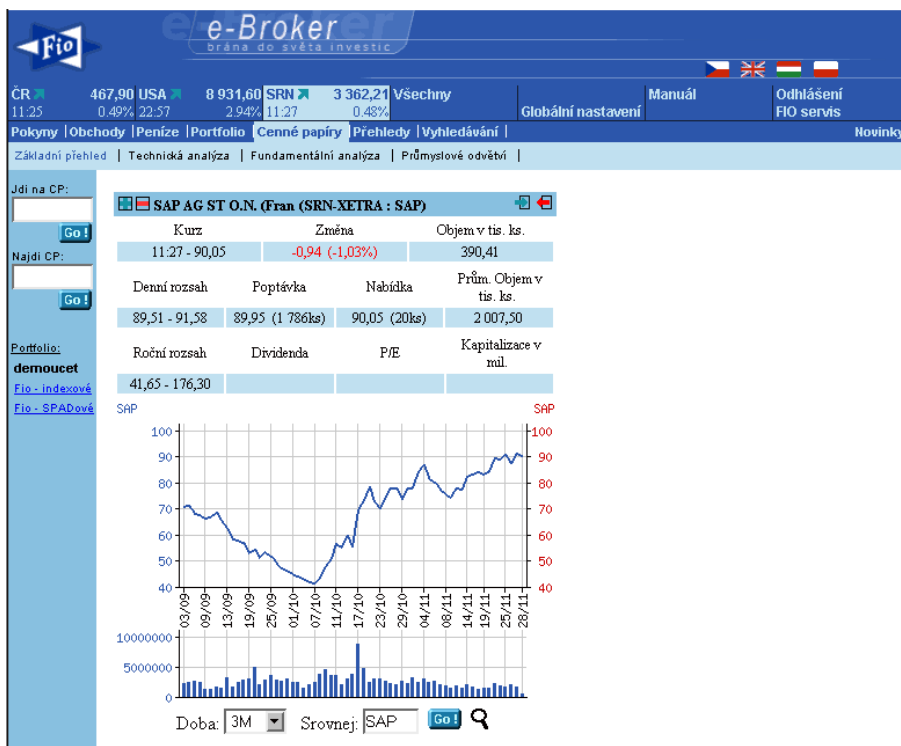 Fio
e-Broker
brána do světa investic
ČR 467,90 USA 8 931,60 SRN 3 362,21 Všechny Manuál Odhlášení
11:25 0.49% 22:57 2.94% 11:27 0.48% Globální nastavení FIO servis
Pokyny | Obchody | Peníze | Portfolio | Cenné papíry | Přehledy | Vyhledávání | Novinky
Základní přehled | Technická analýza | Fundamentální analýza | Průmyslové odvětví |
Jdi na CP:
Go !
Najdi CP:
Go !
Portfolio:
demoucet
Fio - indexové
Fio - SPADové
SAP AG ST O.N. (Fran (SRN-XETRA : SAP)
Kurz Změna Objem v tis. ks.
11:27 - 90,05 -0,94 (-1,03%) 390,41
Denní rozsah Poptávka Nabídka Prům. Objem v
tis. ks.
89,51 - 91,58 89,95 (1 786ks) 90,05 (20ks) 2 007,50
Roční rozsah Dividenda P/E Kapitalizace v
mil.
41,65 - 176,30
SAP SAP
100 100
90 90
80 80
70 70
60 60
50 50
40 40
03/09 09/09 13/09 19/09 25/09 01/10 07/10 11/10 17/10 23/10 29/10 04/11 08/11 14/11 19/11 25/11 28/11
10000000
5000000
0
Doba: 3M Srovnej: SAP Go !